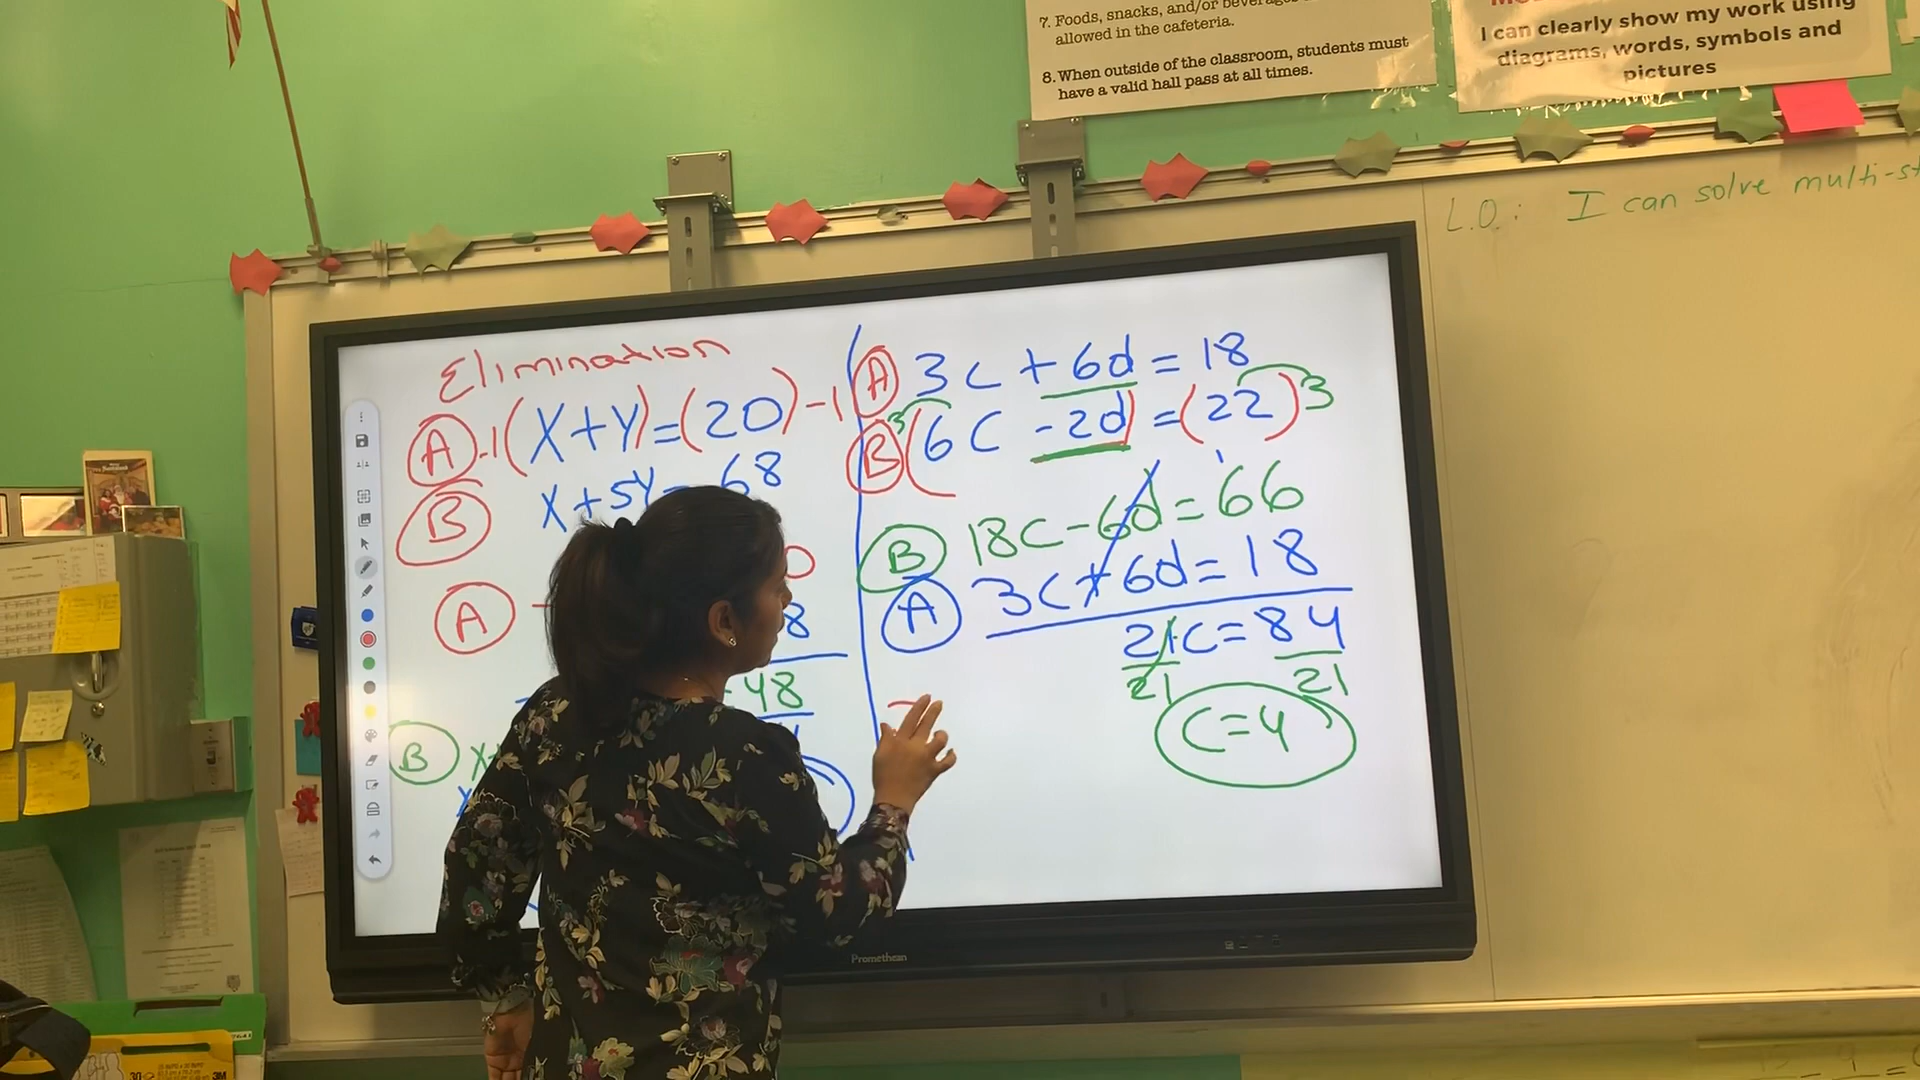 7. Foods, snacks, and/or beverages
allowed in the cafeteria.
8. When outside of the classroom, students must
have a valid hall pass at all times.
I can clearly show my work using
diagrams, words, symbols and
pictures
L.O.: I can solve multi-st
Elimination
A -1(X+Y)=(20)-1
B X+5Y 68
A
8
-48
B X
A 3C+6d=18
B 3(6C-2d)=(22)3
B 18C-6d=66
A 3C+6d=18
21C=84
21 21
C=4
Promethean
3M